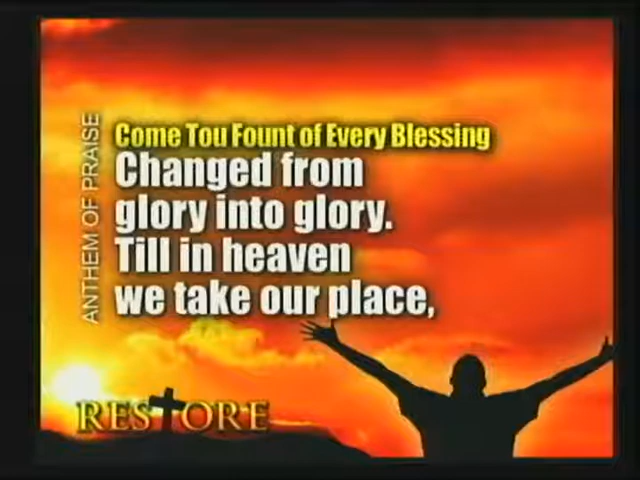 ANTHEM OF PRAISE
Come Tou Fount of Every Blessing
Changed from
glory into glory.
Till in heaven
we take our place,
RESTORE